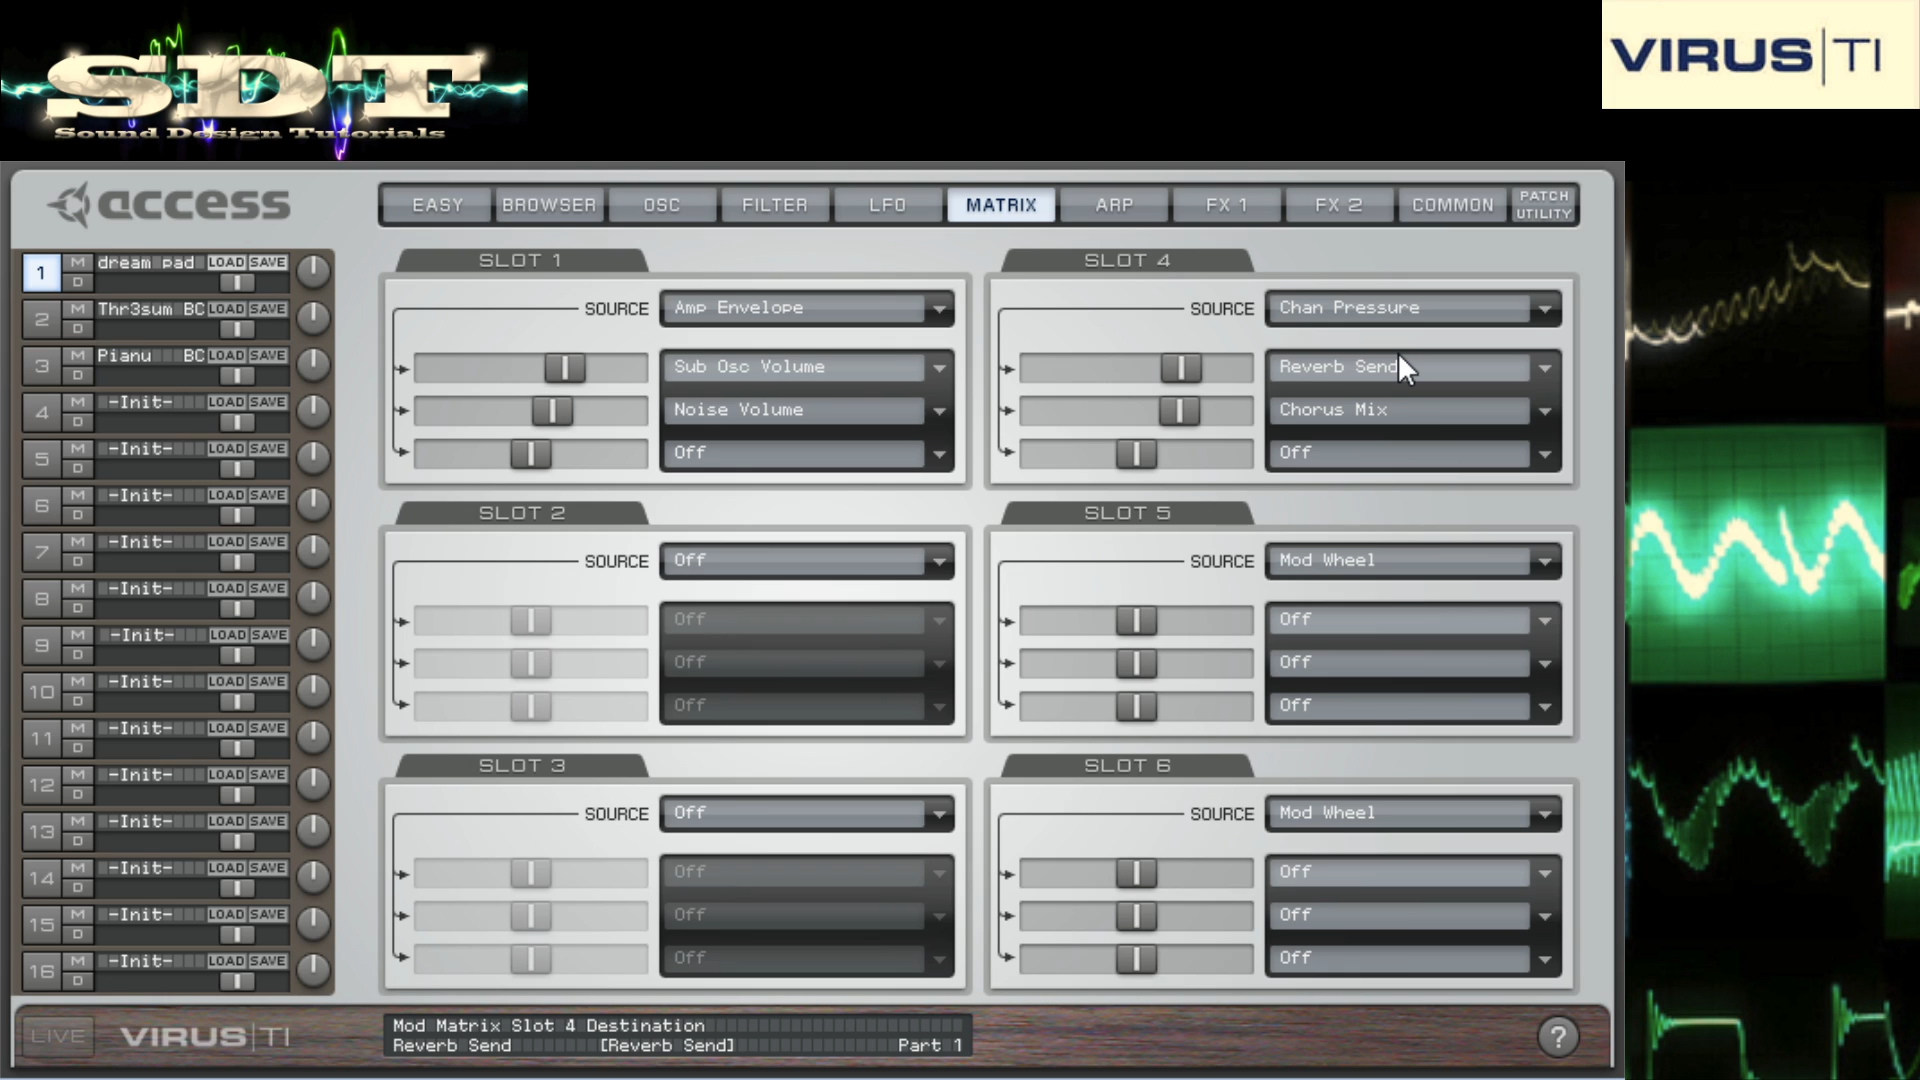 SDT
Sound Design Tutorials
VIRUS|TI
access
EASY BROWSER OSC FILTER LFO MATRIX ARP FX 1 FX 2 COMMON PATCH UTILITY
1 M dream pad LOAD SAVE
D
2 M Thr3sum BC LOAD SAVE
D
3 M Pianu BC LOAD SAVE
D
4 M -Init- LOAD SAVE
D
5 M -Init- LOAD SAVE
D
6 M -Init- LOAD SAVE
D
7 M -Init- LOAD SAVE
D
8 M -Init- LOAD SAVE
D
9 M -Init- LOAD SAVE
D
10 M -Init- LOAD SAVE
D
11 M -Init- LOAD SAVE
D
12 M -Init- LOAD SAVE
D
13 M -Init- LOAD SAVE
D
14 M -Init- LOAD SAVE
D
15 M -Init- LOAD SAVE
D
16 M -Init- LOAD SAVE
D
SLOT 1
SOURCE Amp Envelope
Sub Osc Volume
Noise Volume
Off
SLOT 2
SOURCE Off
Off
Off
Off
SLOT 3
SOURCE Off
Off
Off
Off
SLOT 4
SOURCE Chan Pressure
Reverb Send
Chorus Mix
Off
SLOT 5
SOURCE Mod Wheel
Off
Off
Off
SLOT 6
SOURCE Mod Wheel
Off
Off
Off
LIVE VIRUS|TI
Mod Matrix Slot 4 Destination
Reverb Send [Reverb Send] Part 1
?